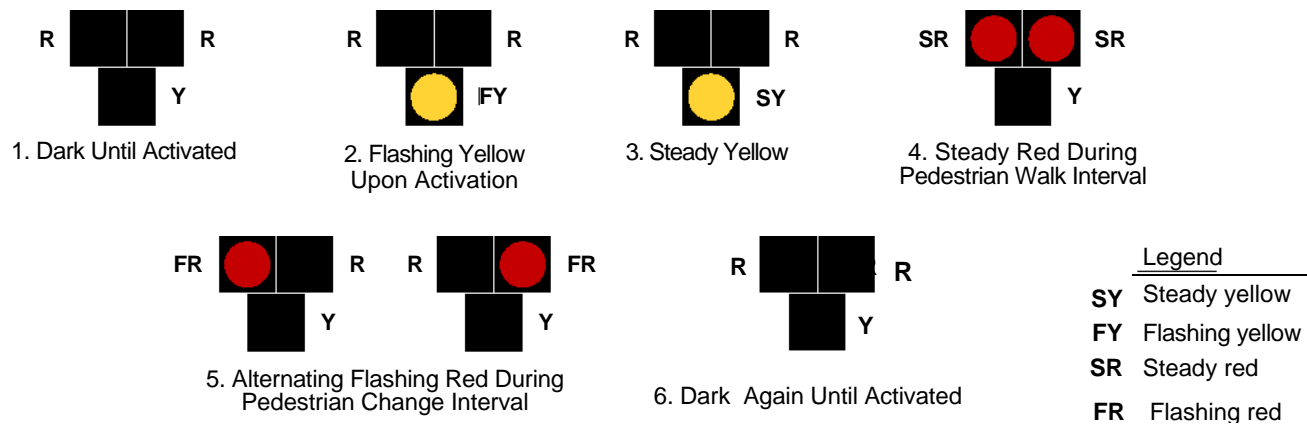 R R
Y
1. Dark Until Activated
R R
FY
2. Flashing Yellow
Upon Activation
R R
SY
3. Steady Yellow
SR SR
Y
4. Steady Red During
Pedestrian Walk Interval
FR R
Y
R FR
Y
5. Alternating Flashing Red During
Pedestrian Change Interval
R R
Y
6. Dark Again Until Activated
Legend
SY Steady yellow
FY Flashing yellow
SR Steady red
FR Flashing red